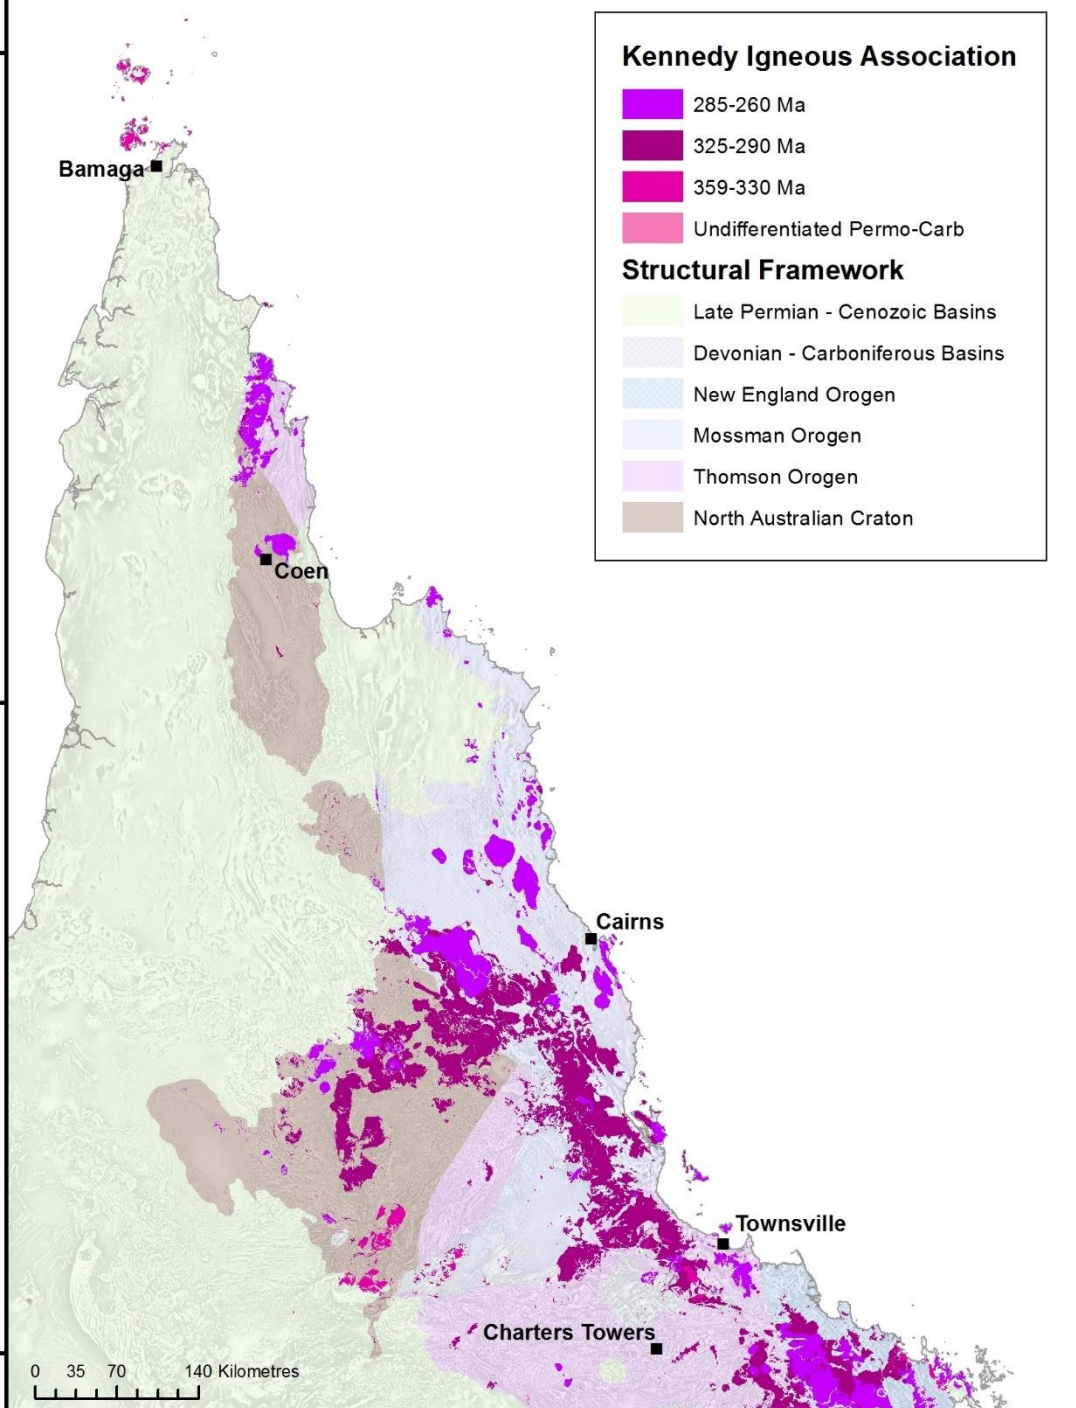 Kennedy Igneous Association
285-260 Ma
325-290 Ma
359-330 Ma
Undifferentiated Permo-Carb
Structural Framework
Late Permian - Cenozoic Basins
Devonian - Carboniferous Basins
New England Orogen
Mossman Orogen
Thomson Orogen
North Australian Craton
Bamaga
Coen
Cairns
Townsville
Charters Towers
0 35 70 140 Kilometres